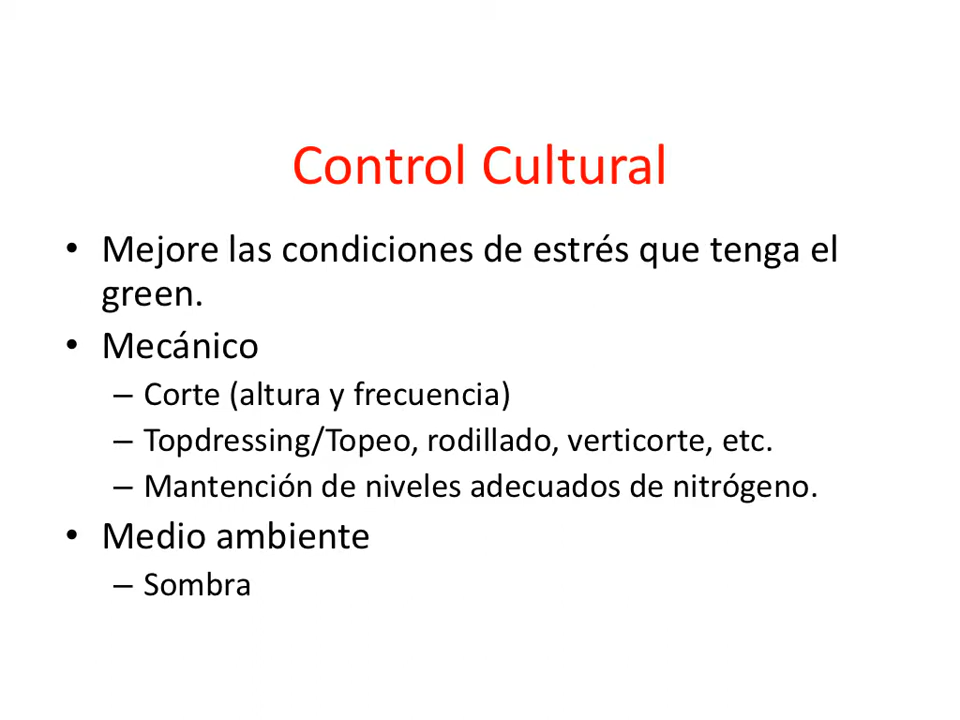 Control Cultural
• Mejore las condiciones de estrés que tenga el
green.
• Mecánico
– Corte (altura y frecuencia)
– Topdressing/Topeo, rodillado, verticorte, etc.
– Mantención de niveles adecuados de nitrógeno.
• Medio ambiente
– Sombra